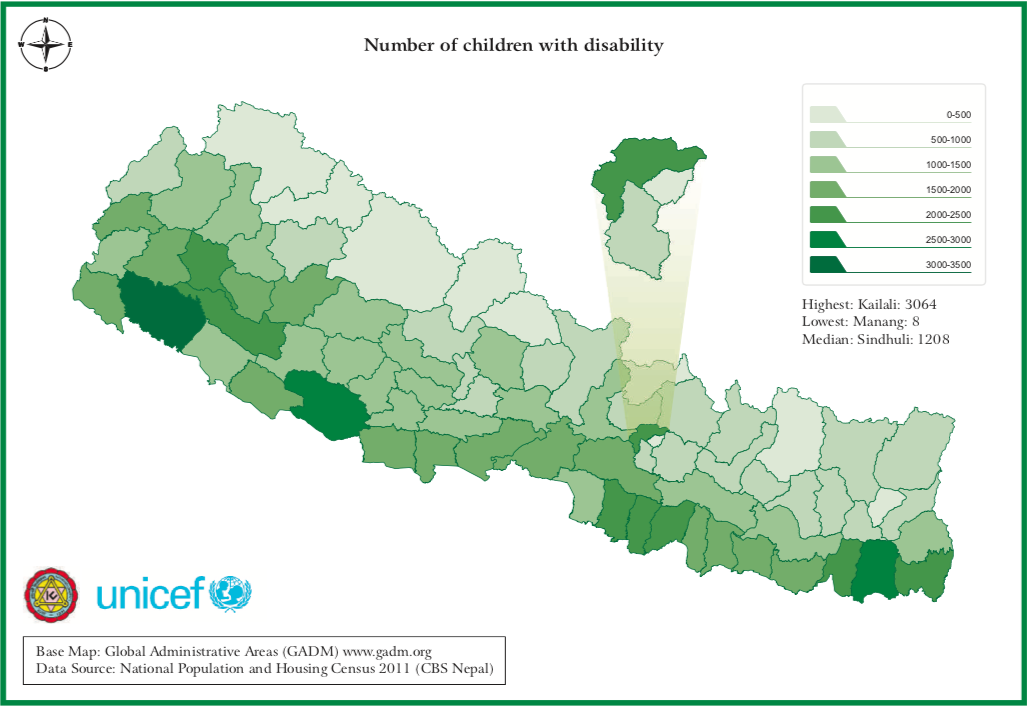 N
W E
S
Number of children with disability
0-500
500-1000
1000-1500
1500-2000
2000-2500
2500-3000
3000-3500
Highest: Kailali: 3064
Lowest: Manang: 8
Median: Sindhuli: 1208
unicef
Base Map: Global Administrative Areas (GADM) www.gadm.org
Data Source: National Population and Housing Census 2011 (CBS Nepal)